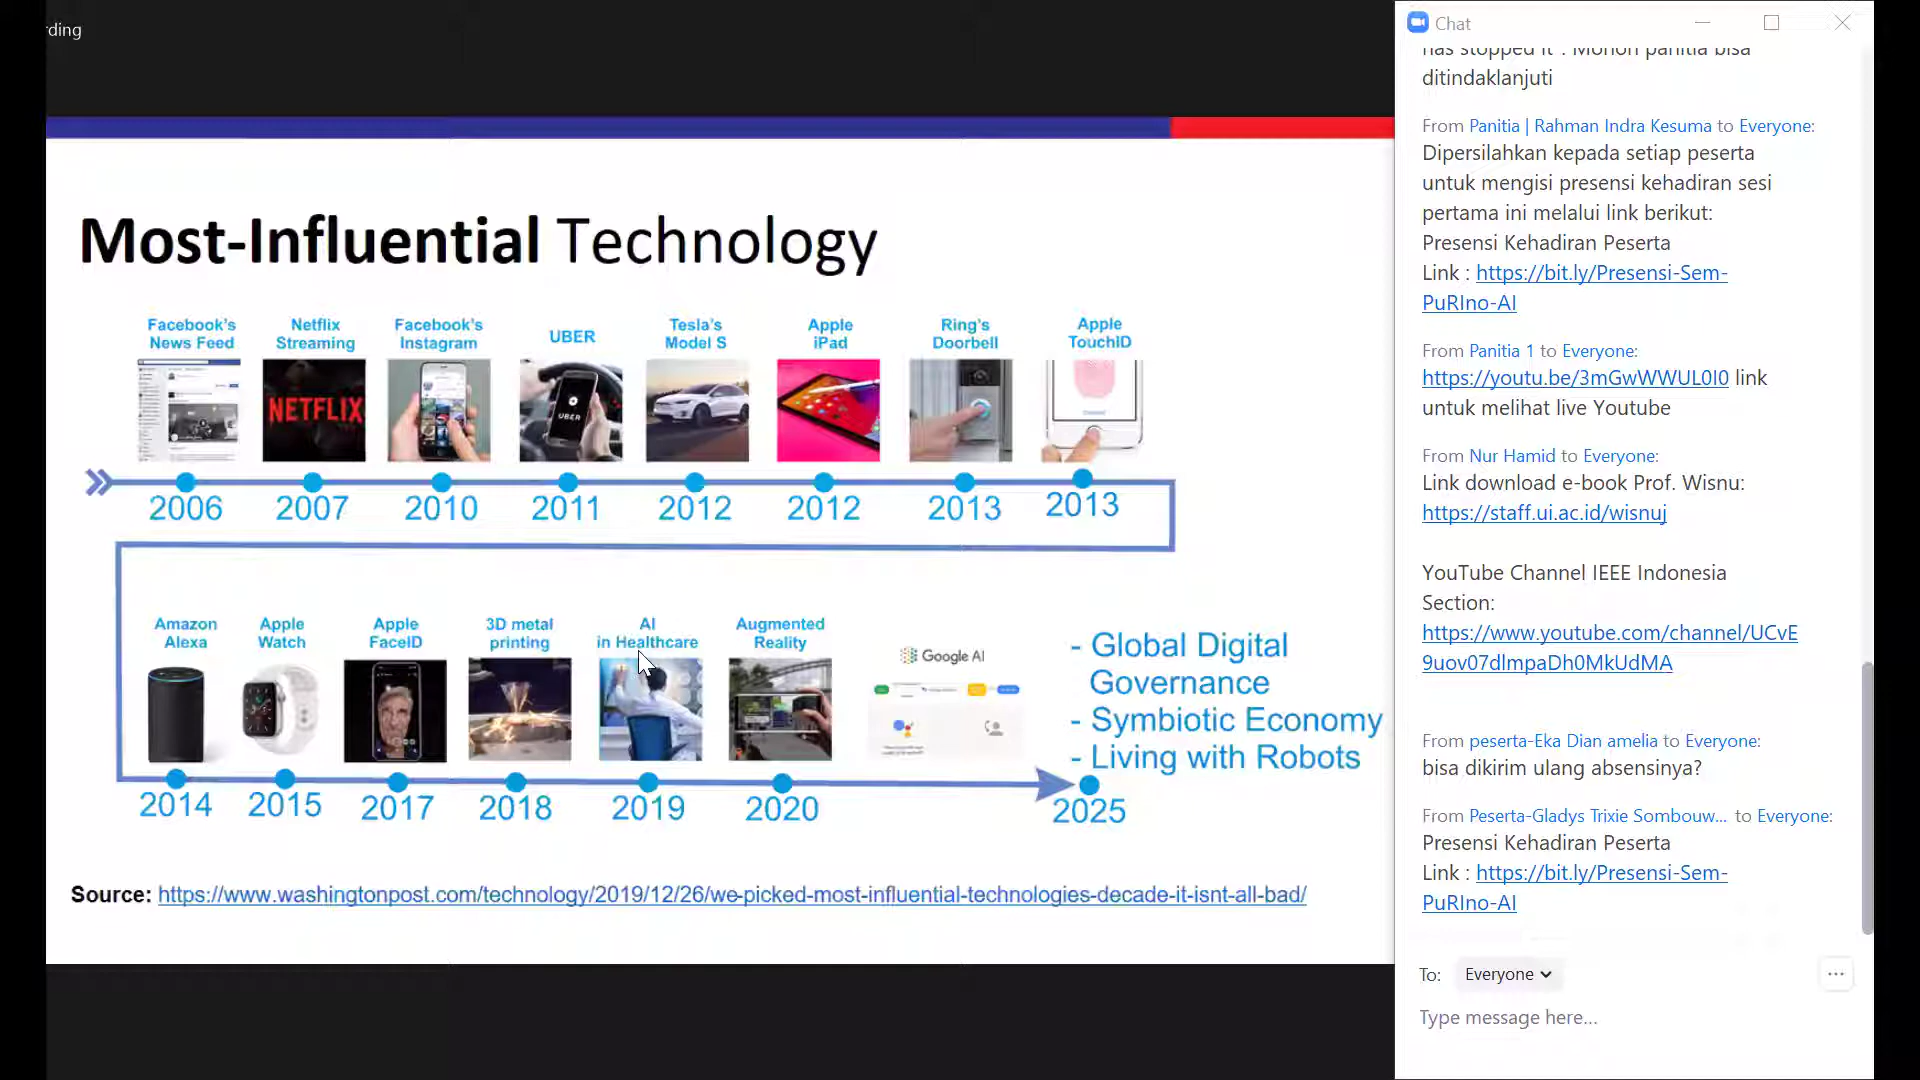 rding
Most-Influential Technology
Facebook's
News Feed
Netflix
Streaming
Facebook's
Instagram
UBER
Tesla's
Model S
Apple
iPad
Ring's
Doorbell
Apple
TouchID
NETFLIX
UBER
2006
2007
2010
2011
2012
2012
2013
2013
Amazon
Alexa
Apple
Watch
Apple
FaceID
3D metal
printing
AI
in Healthcare
Augmented
Reality
Google AI
- Global Digital
Governance
- Symbiotic Economy
- Living with Robots
2014
2015
2017
2018
2019
2020
2025
Source: https://www.washingtonpost.com/technology/2019/12/26/we-picked-most-influential-technologies-decade-it-isnt-all-bad/
Chat
has stopped it". Mohon panitia bisa
ditindaklanjuti
From Panitia | Rahman Indra Kesuma to Everyone:
Dipersilahkan kepada setiap peserta
untuk mengisi presensi kehadiran sesi
pertama ini melalui link berikut:
Presensi Kehadiran Peserta
Link : https://bit.ly/Presensi-Sem-
PuRIno-AI
From Panitia 1 to Everyone:
https://youtu.be/3mGwWWUL0I0 link
untuk melihat live Youtube
From Nur Hamid to Everyone:
Link download e-book Prof. Wisnu:
https://staff.ui.ac.id/wisnuj
YouTube Channel IEEE Indonesia
Section:
https://www.youtube.com/channel/UCvE
9uov07dlmpaDh0MkUdMA
From peserta-Eka Dian amelia to Everyone:
bisa dikirim ulang absensinya?
From Peserta-Gladys Trixie Sombouw... to Everyone:
Presensi Kehadiran Peserta
Link : https://bit.ly/Presensi-Sem-
PuRIno-AI
To: Everyone
Type message here...